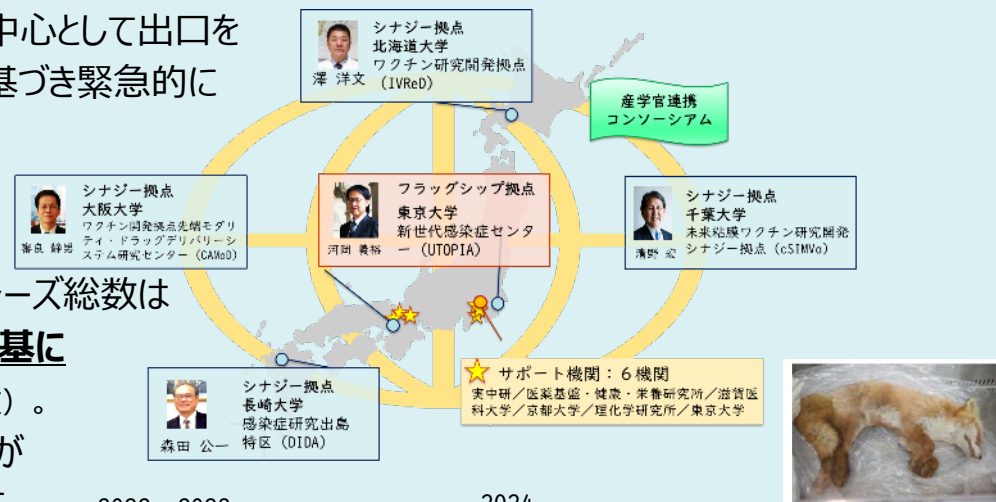 中心として出口を
基づき緊急的に
シナジー拠点
北海道大学
ワクチン研究開発拠点
(IVReD)
澤 洋文
産学官連携
コンソーシアム
シナジー拠点
大阪大学
ワクチン開発拠点先端モダリ
ティ・ドラッグデリバリーシ
ステム研究センター (CAMaD)
審良 静男
フラッグシップ拠点
東京大学
新世代感染症センタ
ー (UTOPIA)
河岡 義裕
シナジー拠点
千葉大学
未来粘膜ワクチン研究開発
シナジー拠点 (cSIMVa)
清野 宏
ーズ総数は
基に
）。
が
シナジー拠点
長崎大学
感染症研究出島
特区 (DIDA)
森田 公一
サポート機関：６機関
実中研／医薬基盤・健康・栄養研究所／滋賀医
科大学／京都大学／理化学研究所／東京大学
2024